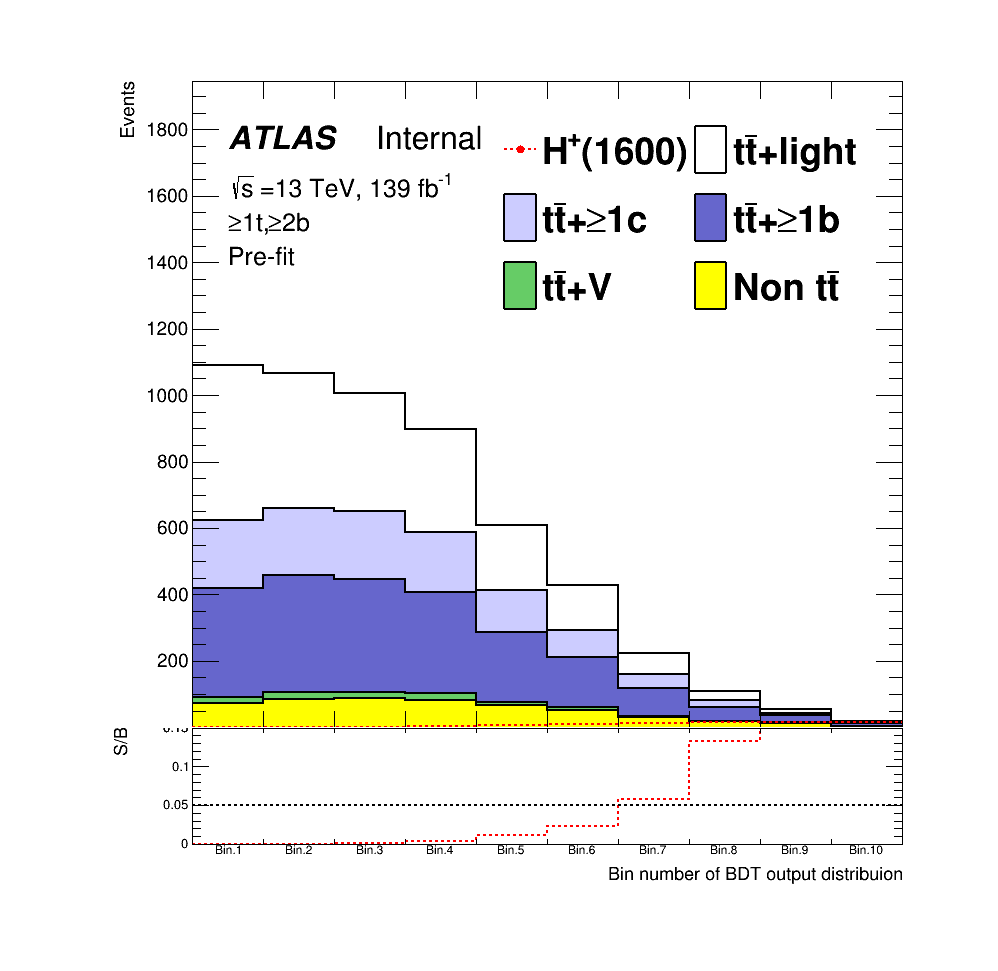 Events
1800
1600
1400
1200
1000
800
600
400
200
ATLAS Internal
√s =13 TeV, 139 fb⁻¹
≥1t,≥2b
Pre-fit
H⁺(1600)
tt̄+light
tt̄+≥1c
tt̄+≥1b
tt̄+V
Non tt̄
S/B
0.15
0.1
0.05
0
Bin.1 Bin.2 Bin.3 Bin.4 Bin.5 Bin.6 Bin.7 Bin.8 Bin.9 Bin.10
Bin number of BDT output distribuion